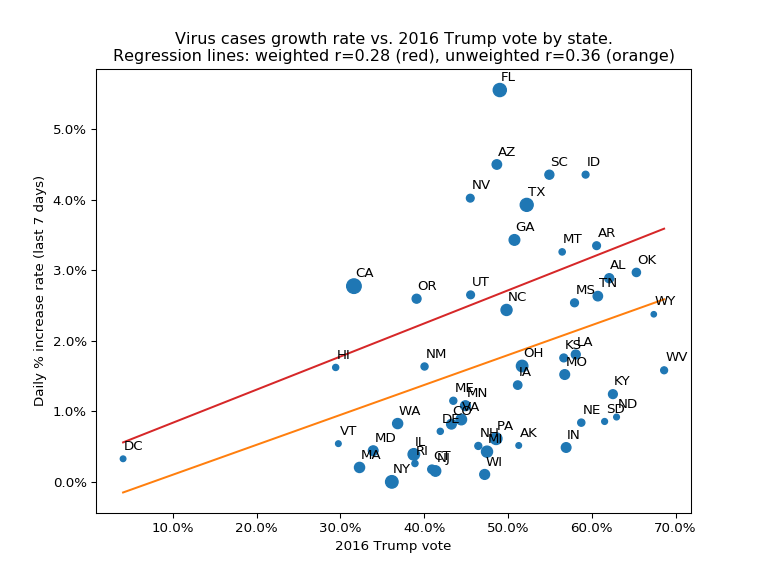 Virus cases growth rate vs. 2016 Trump vote by state.
Regression lines: weighted r=0.28 (red), unweighted r=0.36 (orange)
Daily % increase rate (last 7 days)
5.0%
4.0%
3.0%
2.0%
1.0%
0.0%
FL
AZ
SC
ID
NV
TX
GA
MT
AR
CA
AL
OK
OR
UT
MS
TN
NC
WY
HI
NM
OH
KS
LA
MO
WV
IA
ME
MN
KY
WA
CO
VA
DE
NE
SD
ND
VT
MD
NH
PA
MI
AK
IN
DC
MA
IL
RI
CT
NJ
WI
NY
10.0%
20.0%
30.0%
40.0%
50.0%
60.0%
70.0%
2016 Trump vote